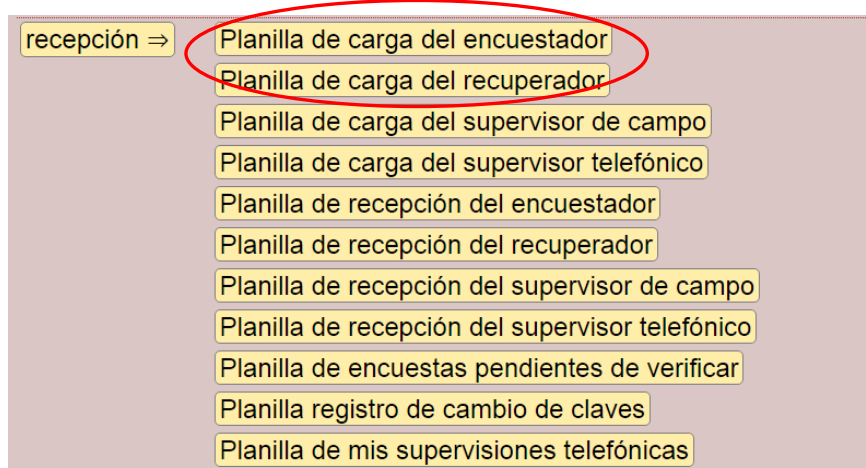 recepción ⇒ Planilla de carga del encuestador
Planilla de carga del recuperador
Planilla de carga del supervisor de campo
Planilla de carga del supervisor telefónico
Planilla de recepción del encuestador
Planilla de recepción del recuperador
Planilla de recepción del supervisor de campo
Planilla de recepción del supervisor telefónico
Planilla de encuestas pendientes de verificar
Planilla registro de cambio de claves
Planilla de mis supervisiones telefónicas